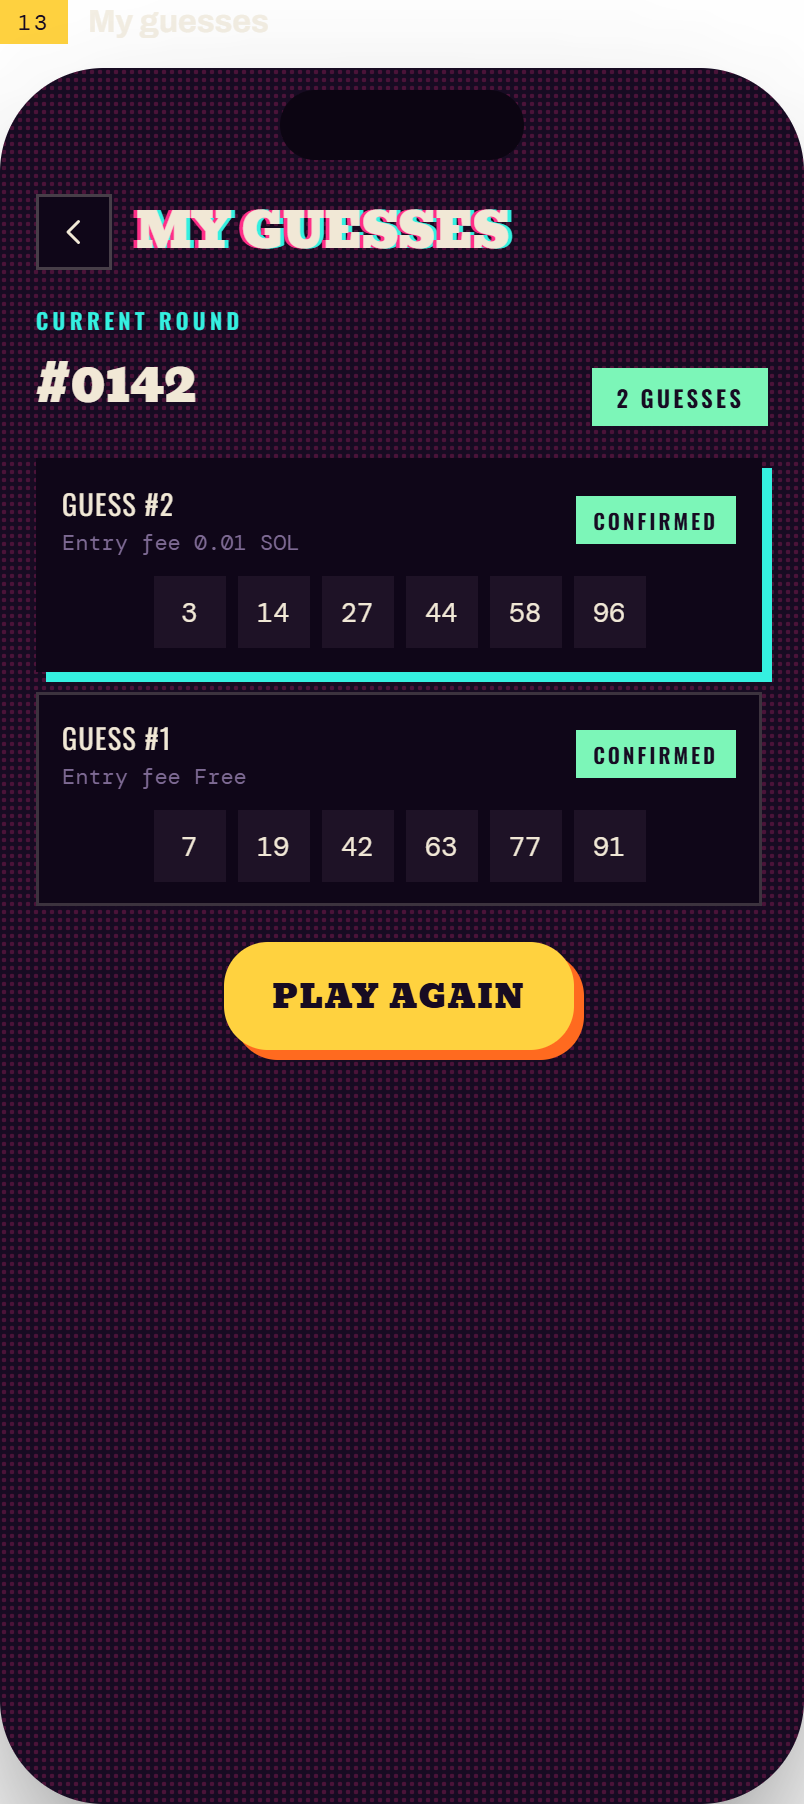 13 My guesses
MY GUESSES
CURRENT ROUND
#0142
2 GUESSES
GUESS #2
CONFIRMED
Entry fee 0.01 SOL
3 14 27 44 58 96
GUESS #1
CONFIRMED
Entry fee Free
7 19 42 63 77 91
PLAY AGAIN